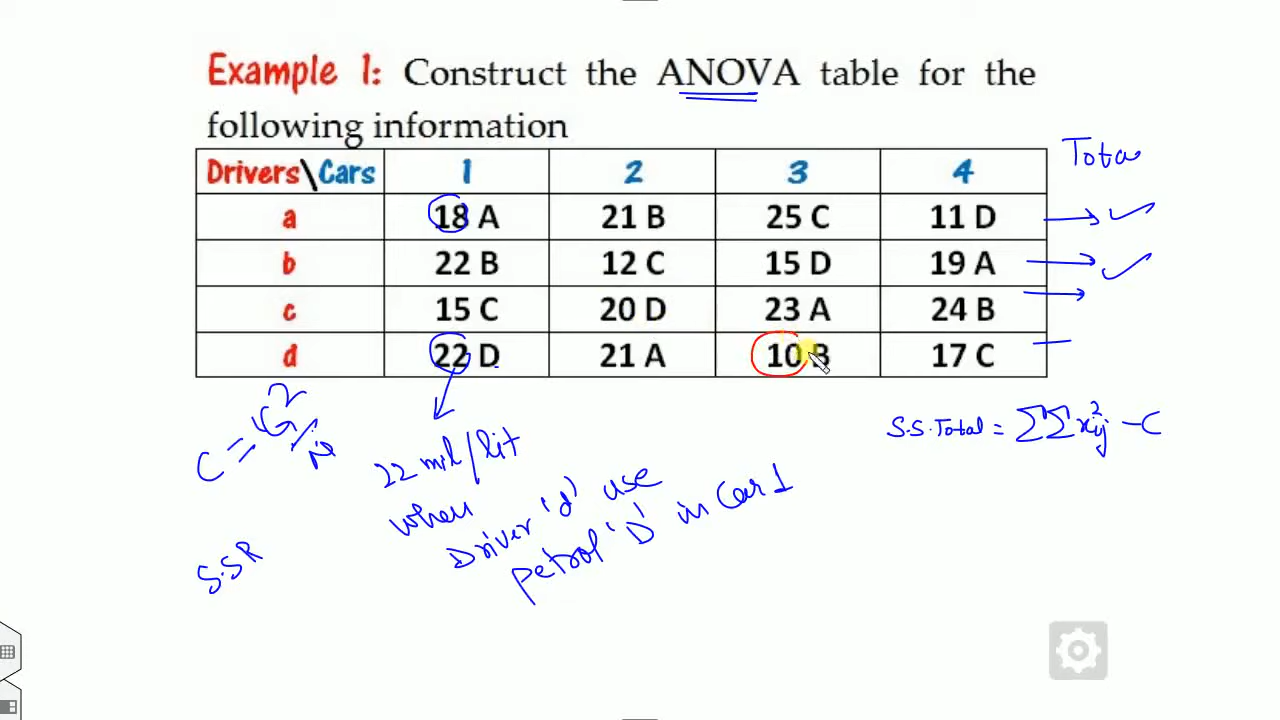 Example 1: Construct the ANOVA table for the
following information
Drivers\Cars 1 2 3 4 Tota
a 18 A 21 B 25 C 11 D
b 22 B 12 C 15 D 19 A
c 15 C 20 D 23 A 24 B
d 22 D 21 A 10 B 17 C
C = G²/n
S.S.Total = ΣΣx²ij - C
22 mil/lit
when
Driver 'd' use
petrol 'D' in Car 1
S.SR